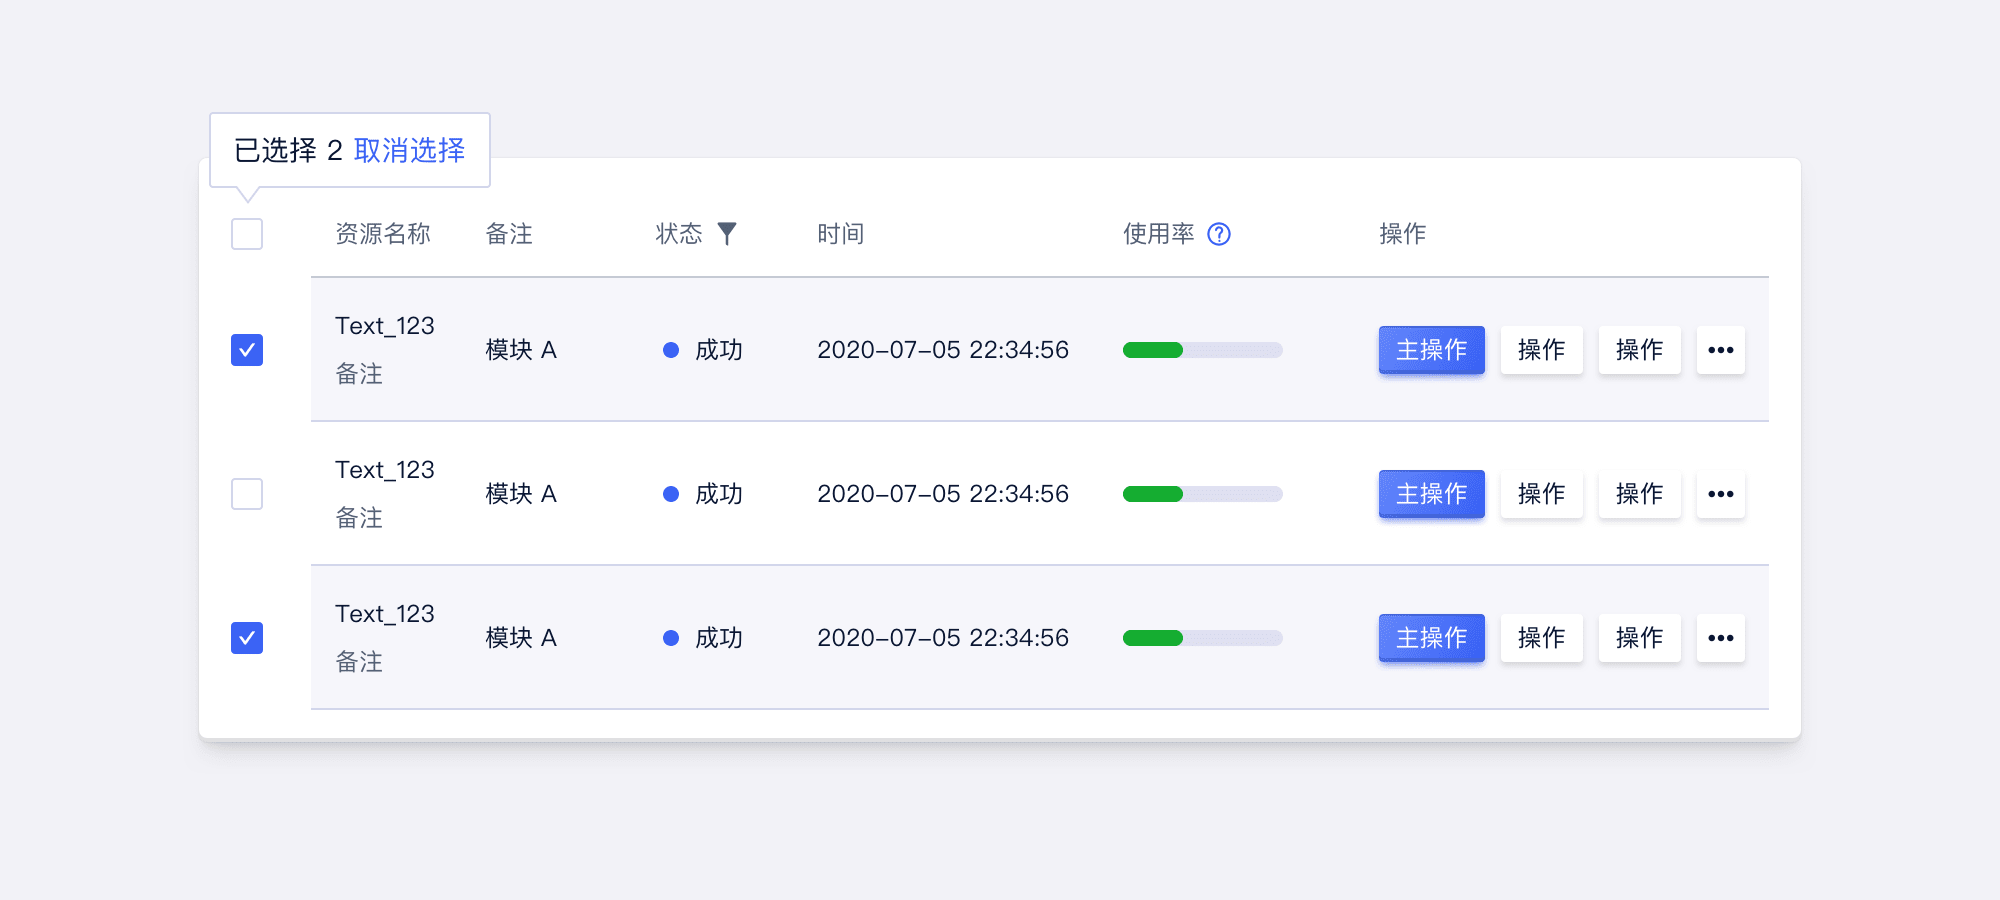 已选择 2 取消选择
资源名称 备注 状态 时间 使用率 ? 操作
Text_123
备注
模块 A 成功 2020-07-05 22:34:56 主操作 操作 操作 •••
Text_123
备注
模块 A 成功 2020-07-05 22:34:56 主操作 操作 操作 •••
Text_123
备注
模块 A 成功 2020-07-05 22:34:56 主操作 操作 操作 •••